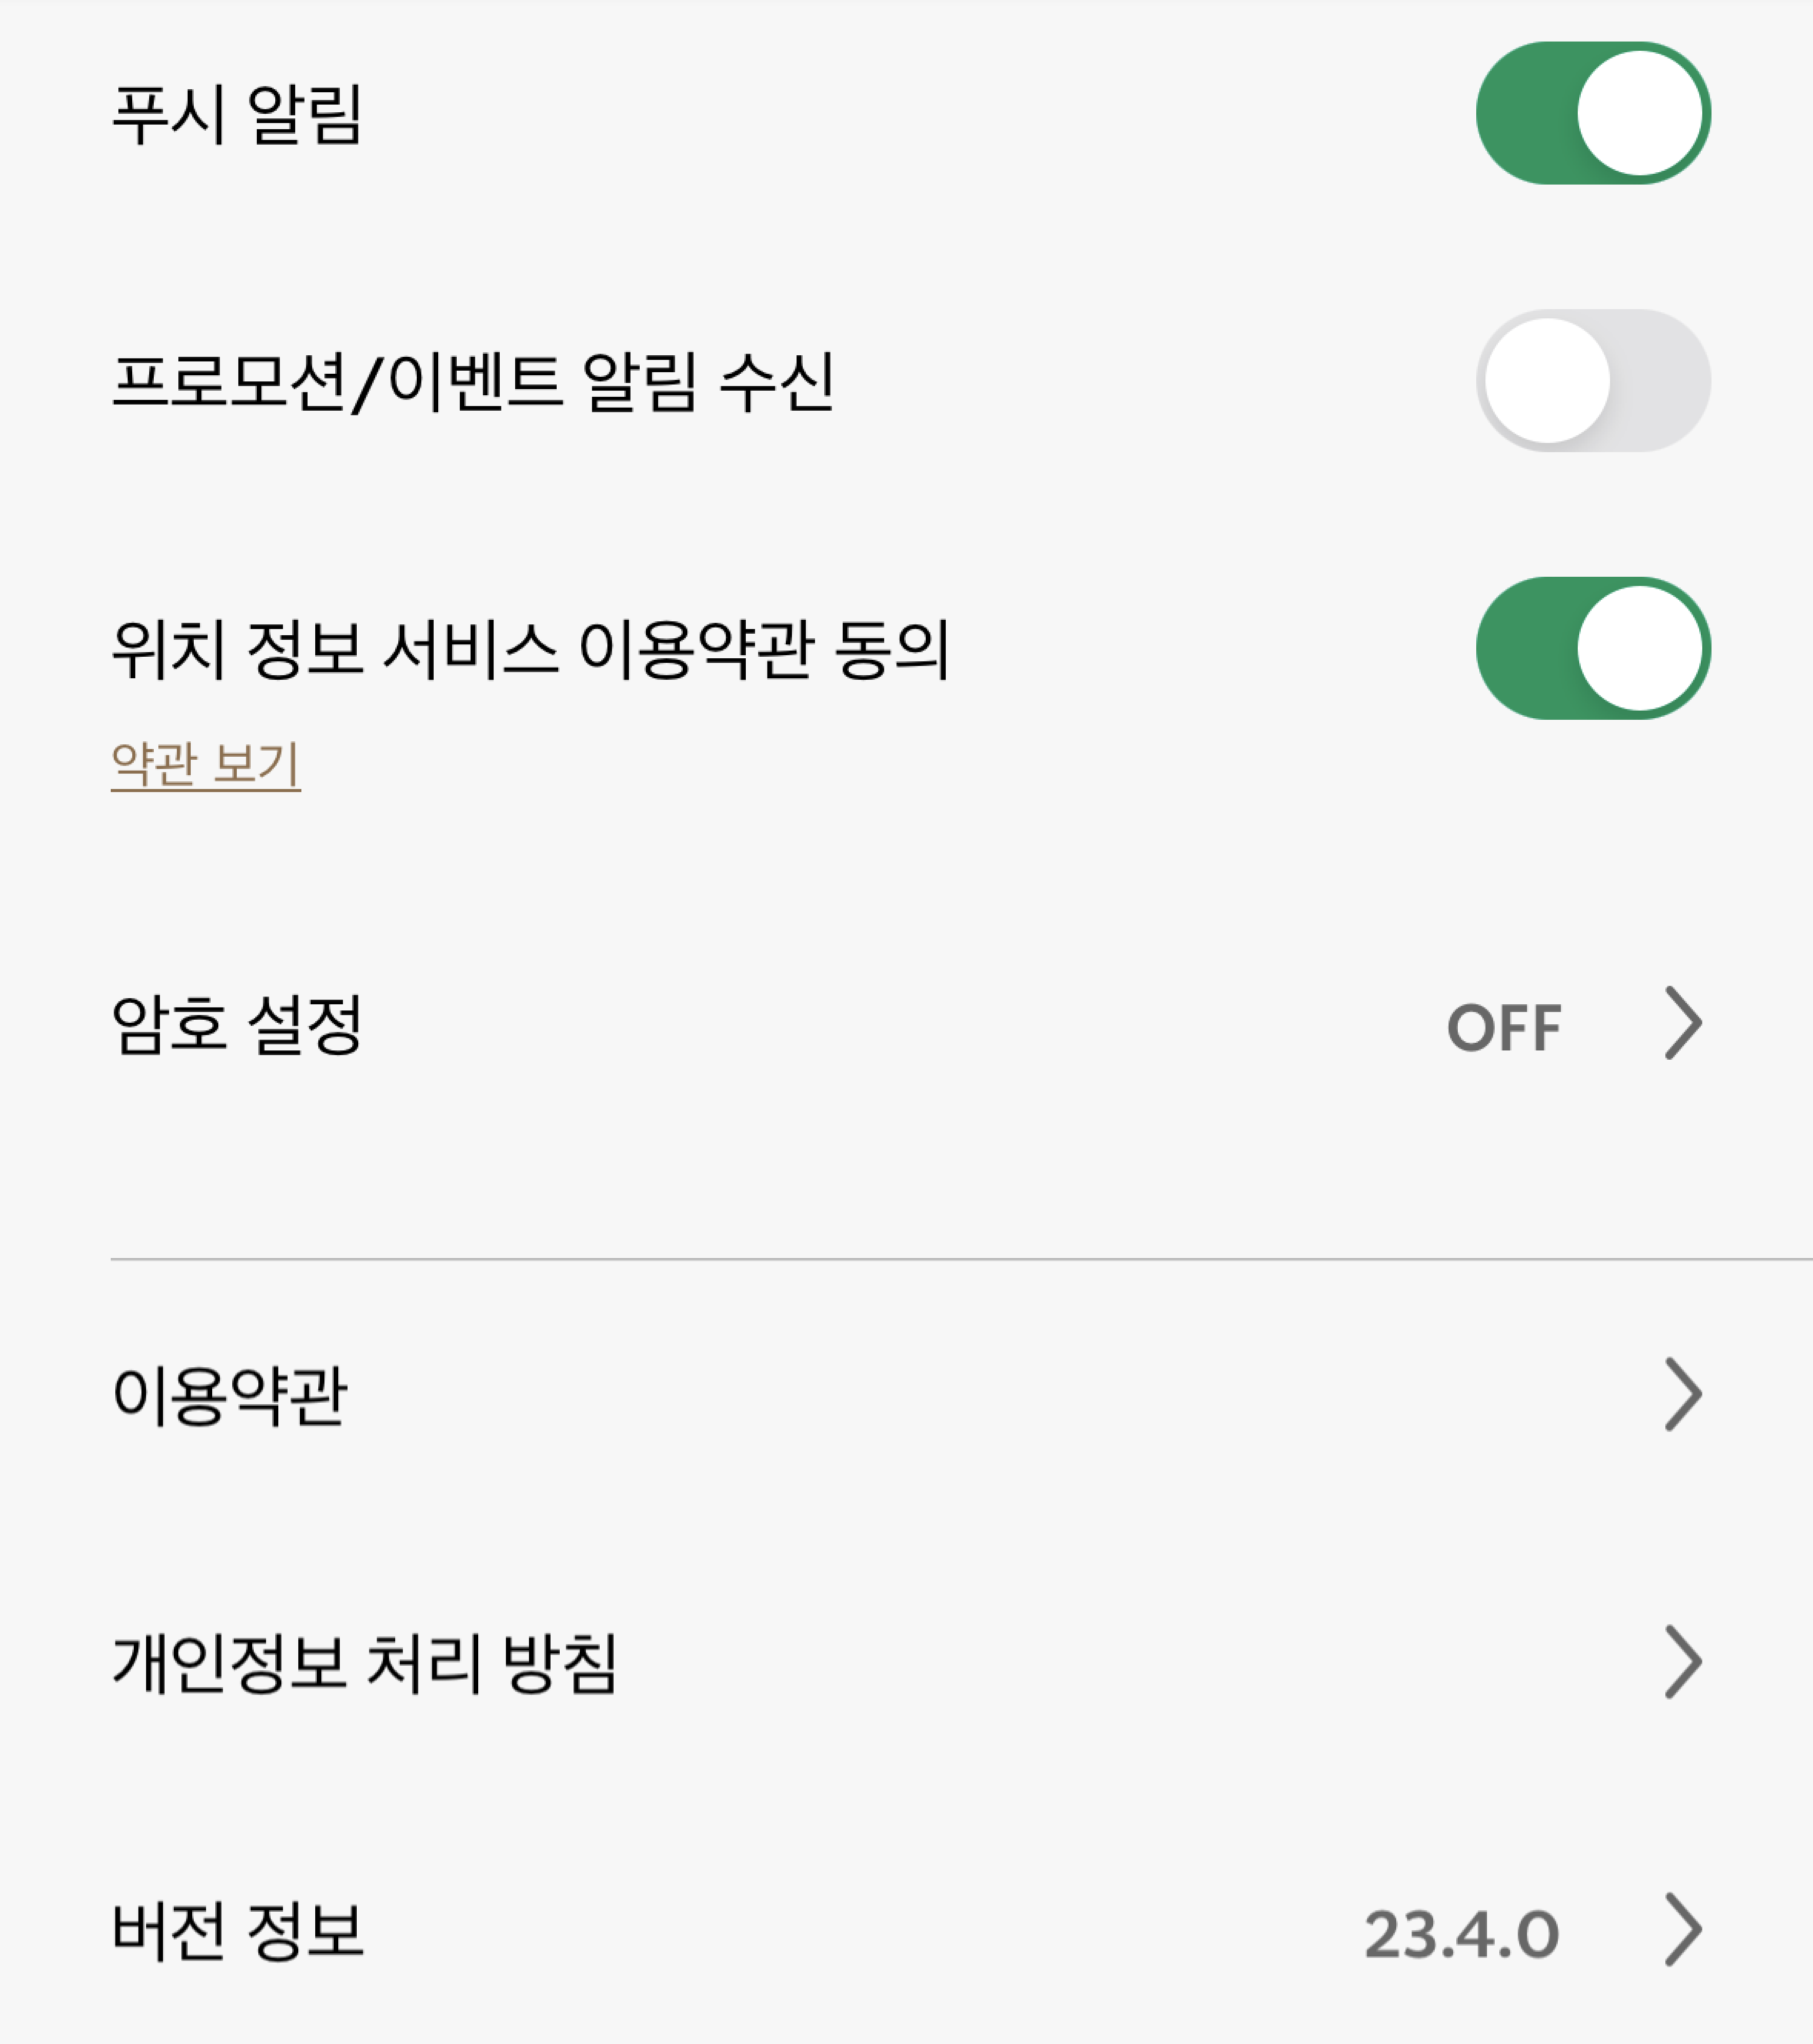 푸시 알림
프로모션/이벤트 알림 수신
위치 정보 서비스 이용약관 동의
약관 보기
암호 설정 OFF
이용약관
개인정보 처리 방침
버전 정보 23.4.0